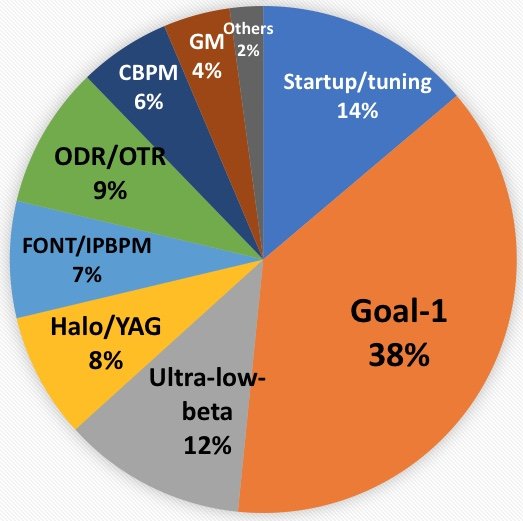 Startup/tuning
14%
Goal-1
38%
Ultra-low-
beta
12%
Halo/YAG
8%
FONT/IPBPM
7%
ODR/OTR
9%
CBPM
6%
GM
4%
Others
2%